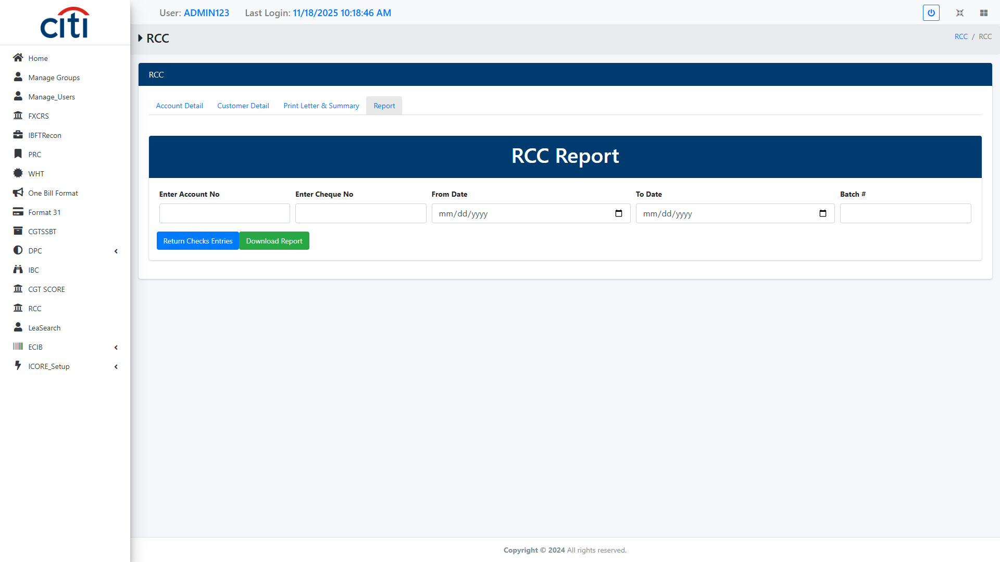 citi
User: ADMIN123 Last Login: 11/18/2025 10:18:46 AM
RCC
RCC / RCC
Home
Manage Groups
Manage_Users
FXCRS
IBFTRecon
PRC
WHT
One Bill Format
Format 31
CGTSSBT
DPC
IBC
CGT SCORE
RCC
LeaSearch
ECIB
ICORE_Setup
RCC
Account Detail Customer Detail Print Letter & Summary Report
RCC Report
Enter Account No Enter Cheque No From Date To Date Batch #
mm/dd/yyyy mm/dd/yyyy
Return Checks Entries Download Report
Copyright © 2024 All rights reserved.